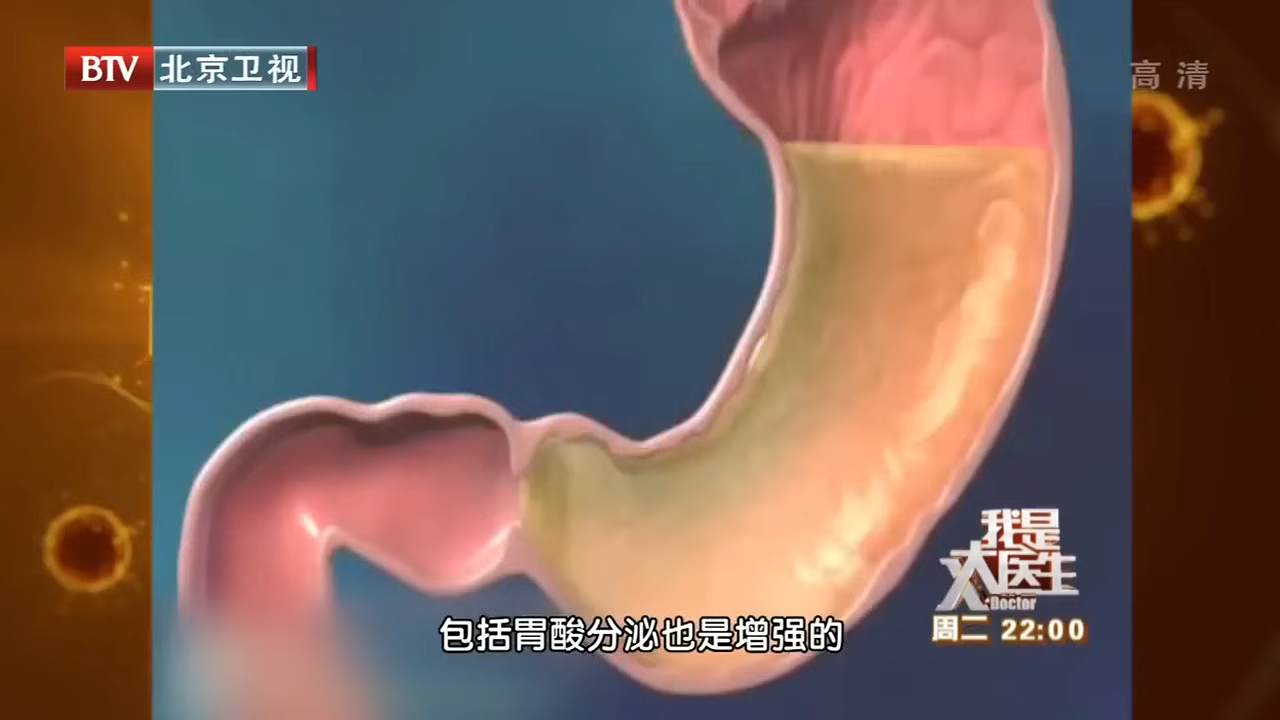 BTV 北京卫视
高清
我是
大医生
Doctor
周二 22:00
包括胃酸分泌也是增强的